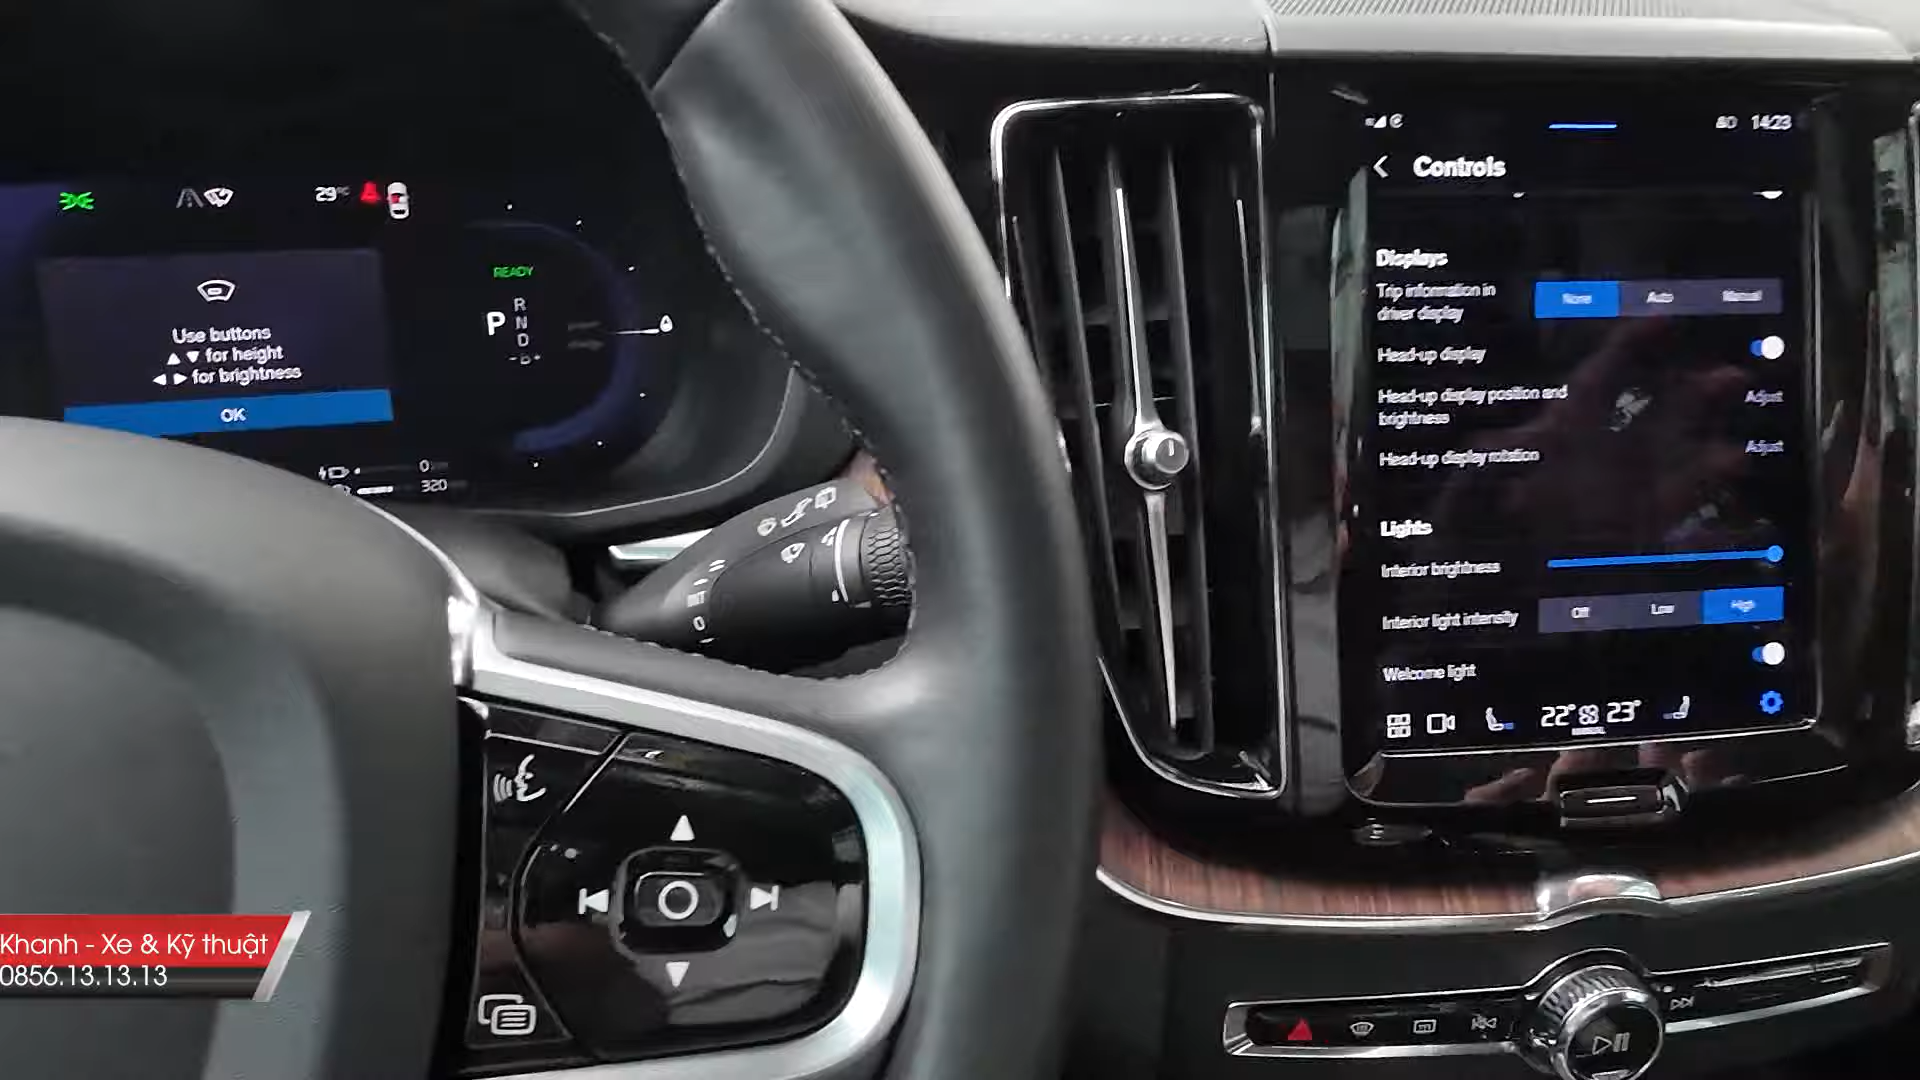 29°C
READY
P
R
N
D
Use buttons
▲ ▼ for height
◀ ▶ for brightness
OK
0
320
INT
O
14:23
Controls
Displays
Trip information in
driver display
None
Auto
Manual
Head-up display
Head-up display position and
brightness
Adjust
Head-up display rotation
Adjust
Lights
Interior brightness
Interior light intensity
Off
Low
High
Welcome light
22°
23°
Khanh - Xe & Kỹ thuật
0856.13.13.13